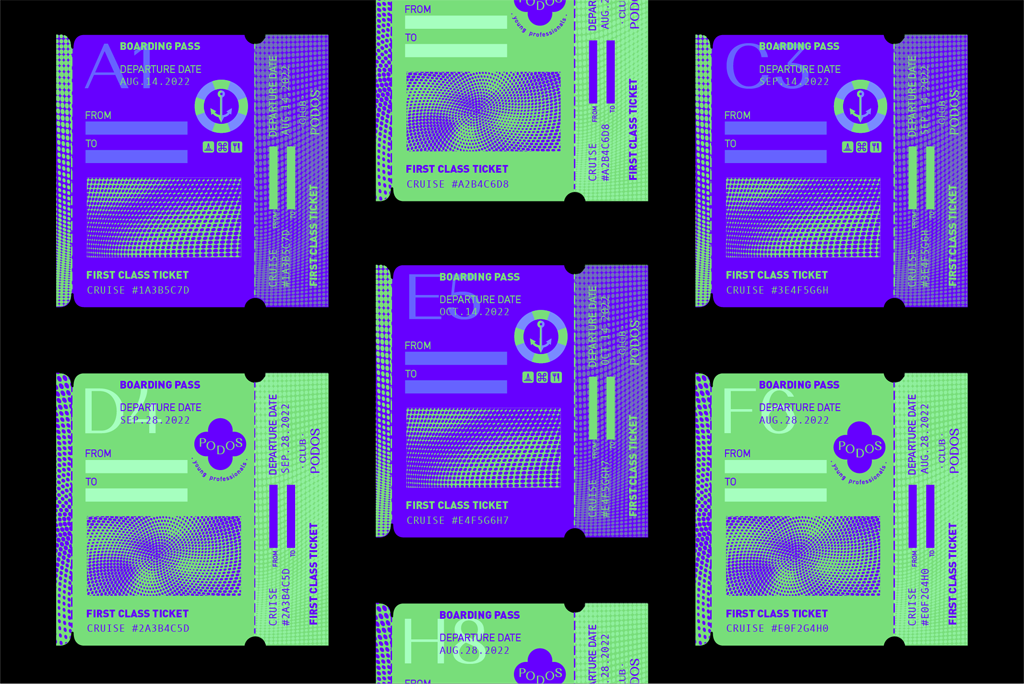 A1
BOARDING PASS
DEPARTURE DATE
AUG.14.2022
FROM
TO
FIRST CLASS TICKET
CRUISE #1A3B5C7D
DEPARTURE DATE
AUG.14.2022
· CLUB ·
PODOS
FROM
TO
CRUISE
#1A3B5C7D
FIRST CLASS TICKET
FROM
TO
· young professionals ·
FIRST CLASS TICKET
CRUISE #A2B4C6D8
DEPARTURE
AUG.
· CLUB ·
PODOS
FROM
TO
CRUISE
#A2B4C6D8
FIRST CLASS TICKET
C3
BOARDING PASS
DEPARTURE DATE
SEP.14.2022
FROM
TO
FIRST CLASS TICKET
CRUISE #3E4F5G6H
DEPARTURE DATE
SEP.14.2022
· CLUB ·
PODOS
FROM
TO
CRUISE
#3E4F5G6H
FIRST CLASS TICKET
BOARDING PASS
DEPARTURE DATE
SEP.28.2022
PODOS
· young professionals ·
FROM
TO
FIRST CLASS TICKET
CRUISE #2A3B4C5D
DEPARTURE DATE
SEP.28.2022
· CLUB ·
PODOS
FROM
TO
CRUISE
#2A3B4C5D
FIRST CLASS TICKET
E5
BOARDING PASS
DEPARTURE DATE
OCT.14.2022
FROM
TO
FIRST CLASS TICKET
CRUISE #E4F5G6H7
DEPARTURE DATE
OCT.14.2022
· CLUB ·
PODOS
FROM
TO
CRUISE
#E4F5G6H7
FIRST CLASS TICKET
F6
BOARDING PASS
DEPARTURE DATE
AUG.28.2022
PODOS
· young professionals ·
FROM
TO
FIRST CLASS TICKET
CRUISE #E0F2G4H0
DEPARTURE DATE
AUG.28.2022
· CLUB ·
PODOS
FROM
TO
CRUISE
#E0F2G4H0
FIRST CLASS TICKET
H8
BOARDING PASS
DEPARTURE DATE
AUG.28.2022
PODOS
FROM
DEPARTURE
.2022
PODOS